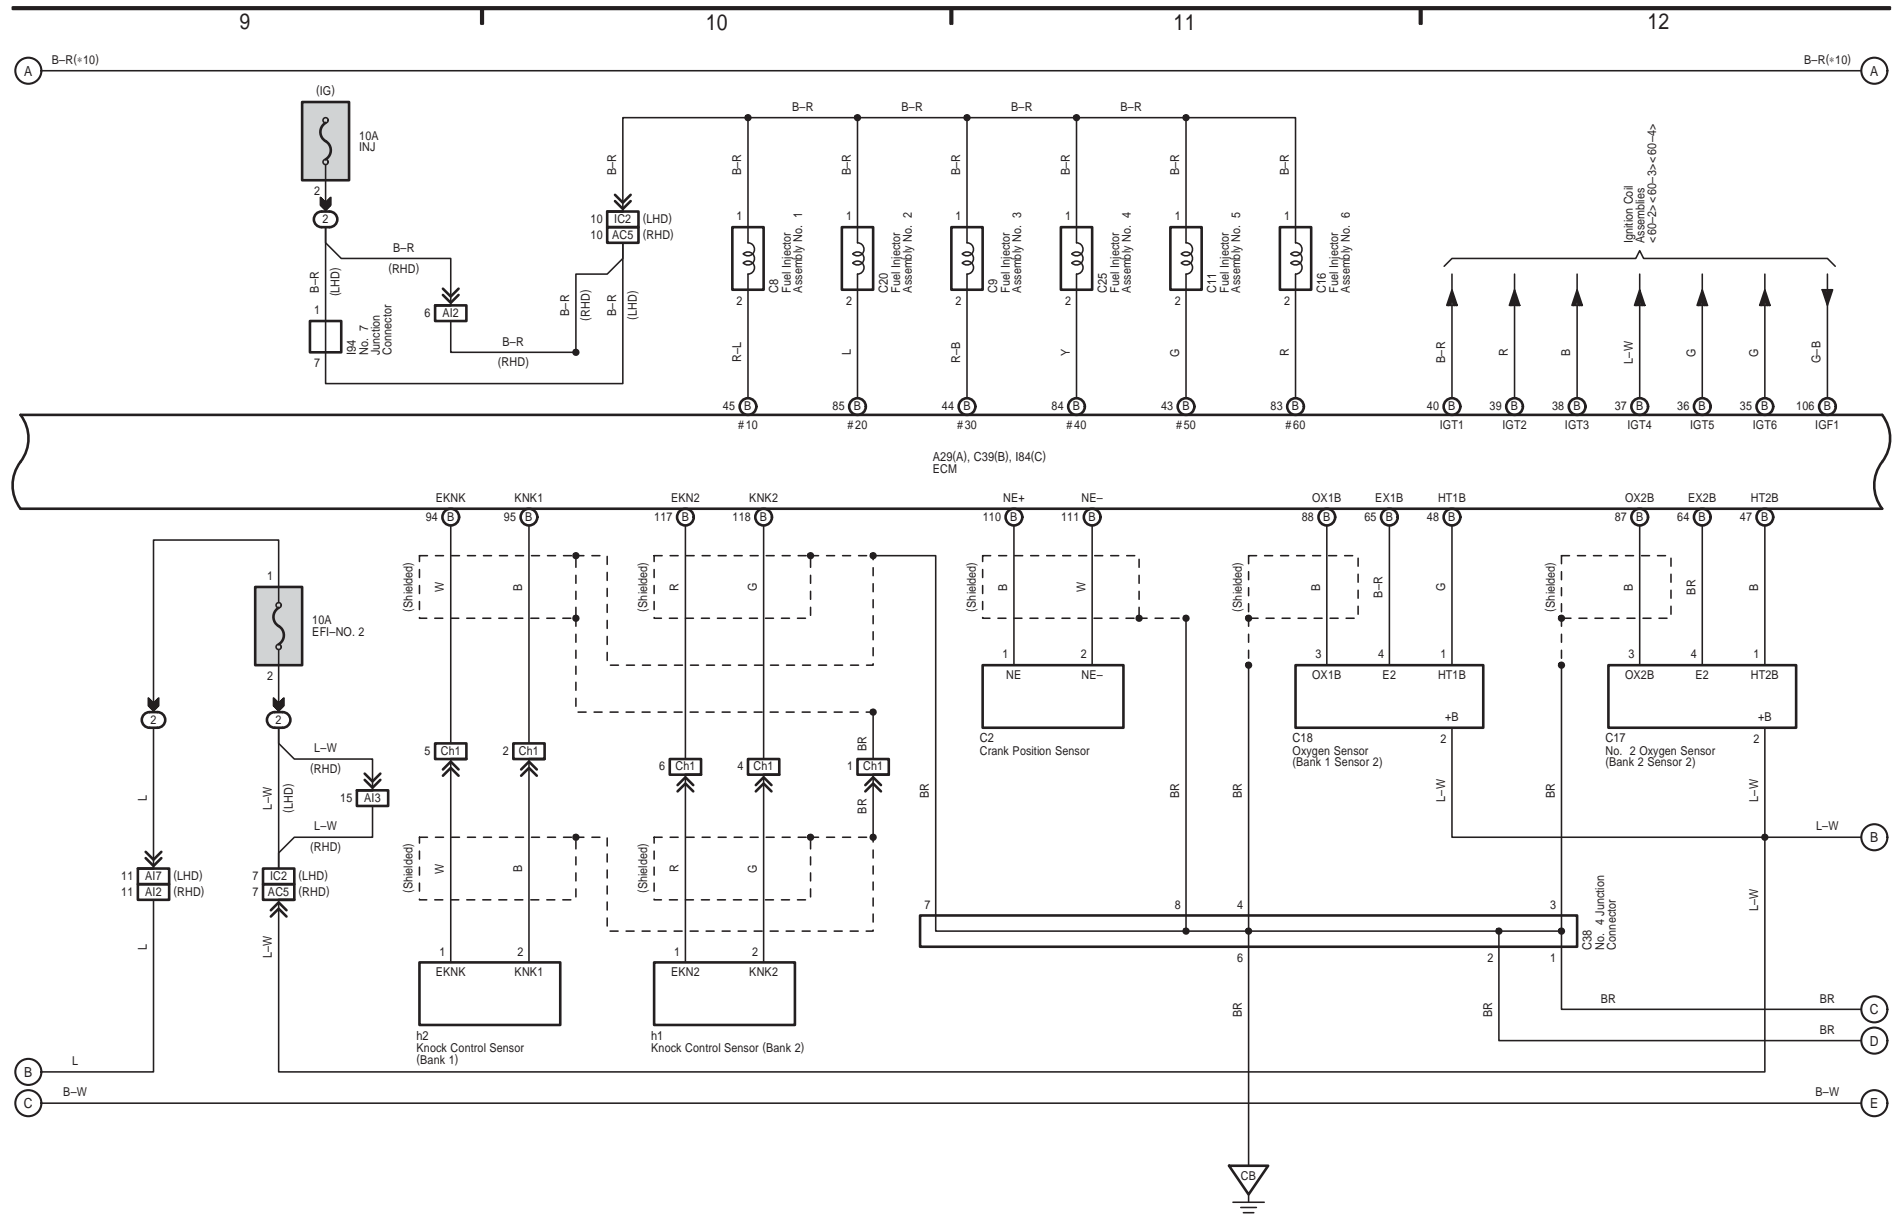 9
10
11
12
A
B–R(*10)
B–R(*10)
A
(IG)
10A
INJ
2
2
B–R
(RHD)
B–R
(LHD)
1
7
I94
No. 7
Junction
Connector
6
AI2
B–R
(RHD)
B–R
(RHD)
B–R
(LHD)
B–R
10
IC2
(LHD)
10
AC5
(RHD)
B–R
B–R
B–R
B–R
B–R
B–R
B–R
B–R
B–R
B–R
1
1
1
1
1
1
C8
Fuel Injector
Assembly No. 1
C20
Fuel Injector
Assembly No. 2
C9
Fuel Injector
Assembly No. 3
C25
Fuel Injector
Assembly No. 4
C11
Fuel Injector
Assembly No. 5
C16
Fuel Injector
Assembly No. 6
2
2
2
2
2
2
R–L
L
R–B
Y
G
R
Ignition Coil
Assemblies
<60–2><60–3><60–4>
B–R
R
B
L–W
G
G
G–B
45
B
85
B
44
B
84
B
43
B
83
B
40
B
39
B
38
B
37
B
36
B
35
B
106
B
#10
#20
#30
#40
#50
#60
IGT1
IGT2
IGT3
IGT4
IGT5
IGT6
IGF1
A29(A), C39(B), I84(C)
ECM
EKNK
KNK1
EKN2
KNK2
NE+
NE–
OX1B
EX1B
HT1B
OX2B
EX2B
HT2B
94
B
95
B
117
B
118
B
110
B
111
B
88
B
65
B
48
B
87
B
64
B
47
B
1
10A
EFI–NO. 2
2
2
2
L–W
(RHD)
L–W
(LHD)
15
AI3
L–W
(RHD)
L
11
AI7
(LHD)
11
AI2
(RHD)
7
IC2
(LHD)
7
AC5
(RHD)
L
L–W
(Shielded)
W
B
(Shielded)
R
G
(Shielded)
B
W
(Shielded)
B
B–R
G
(Shielded)
B
BR
B
5
Ch1
2
Ch1
6
Ch1
4
Ch1
1
Ch1
BR
BR
(Shielded)
W
B
(Shielded)
R
G
1
2
1
2
EKNK
KNK1
EKN2
KNK2
h2
Knock Control Sensor
(Bank 1)
h1
Knock Control Sensor (Bank 2)
1
2
NE
NE–
C2
Crank Position Sensor
3
4
1
OX1B
E2
HT1B
+B
C18
Oxygen Sensor
(Bank 1 Sensor 2)
2
L–W
3
4
1
OX2B
E2
HT2B
+B
C17
No. 2 Oxygen Sensor
(Bank 2 Sensor 2)
2
L–W
BR
BR
BR
BR
L–W
B
L–W
7
8
4
3
6
2
1
C38
No. 4 Junction
Connector
BR
BR
BR
BR
C
BR
D
B
L
C
B–W
B–W
E
CB